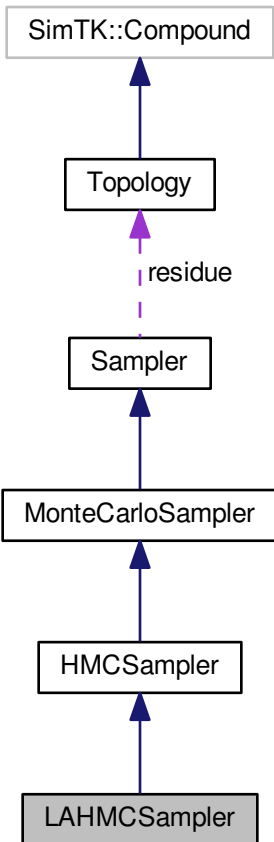 SimTK::Compound
Topology
residue
Sampler
MonteCarloSampler
HMCSampler
LAHMCSampler